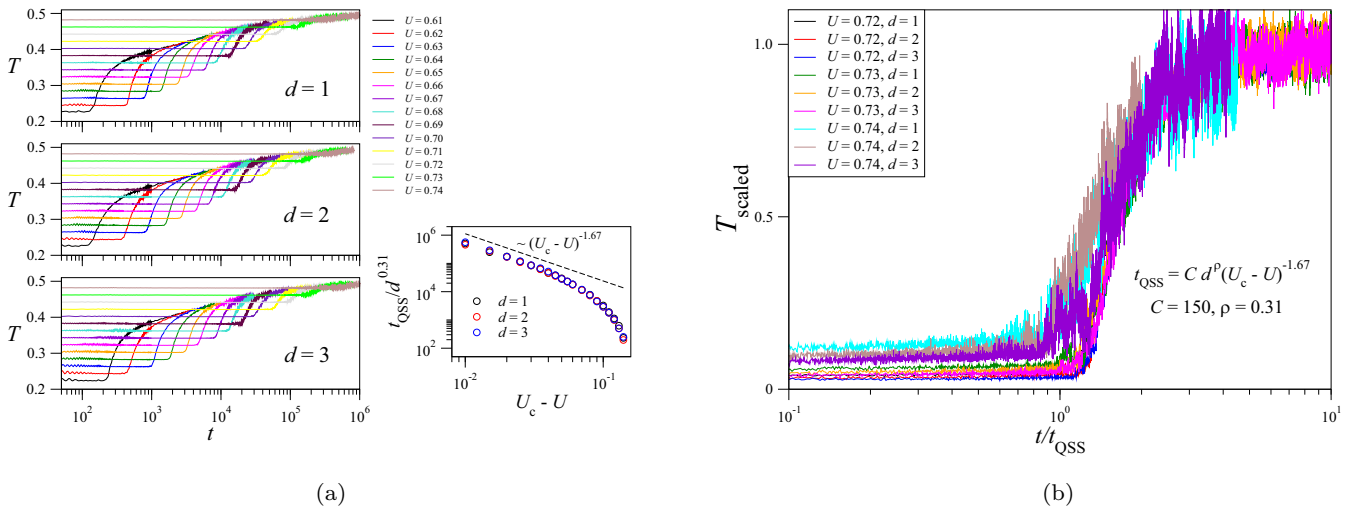 0.5
0.4
T
0.3
d = 1
0.2
0.5
0.4
T
0.3
d = 2
0.2
0.5
0.4
T
0.3
d = 3
0.2
10^2 10^3 10^4 10^5 10^6
t
U = 0.61
U = 0.62
U = 0.63
U = 0.64
U = 0.65
U = 0.66
U = 0.67
U = 0.68
U = 0.69
U = 0.70
U = 0.71
U = 0.72
U = 0.73
U = 0.74
10^6
10^4
10^2
t_QSS/d^0.31
~ (U_c - U)^-1.67
d = 1
d = 2
d = 3
10^-2 10^-1
U_c - U
(a)
U = 0.72, d = 1
U = 0.72, d = 2
U = 0.72, d = 3
U = 0.73, d = 1
U = 0.73, d = 2
U = 0.73, d = 3
U = 0.74, d = 1
U = 0.74, d = 2
U = 0.74, d = 3
1.0
0.5
0
T_scaled
t_QSS = C d^ρ (U_c - U)^-1.67
C = 150, ρ = 0.31
10^-1 10^0 10^1
t/t_QSS
(b)